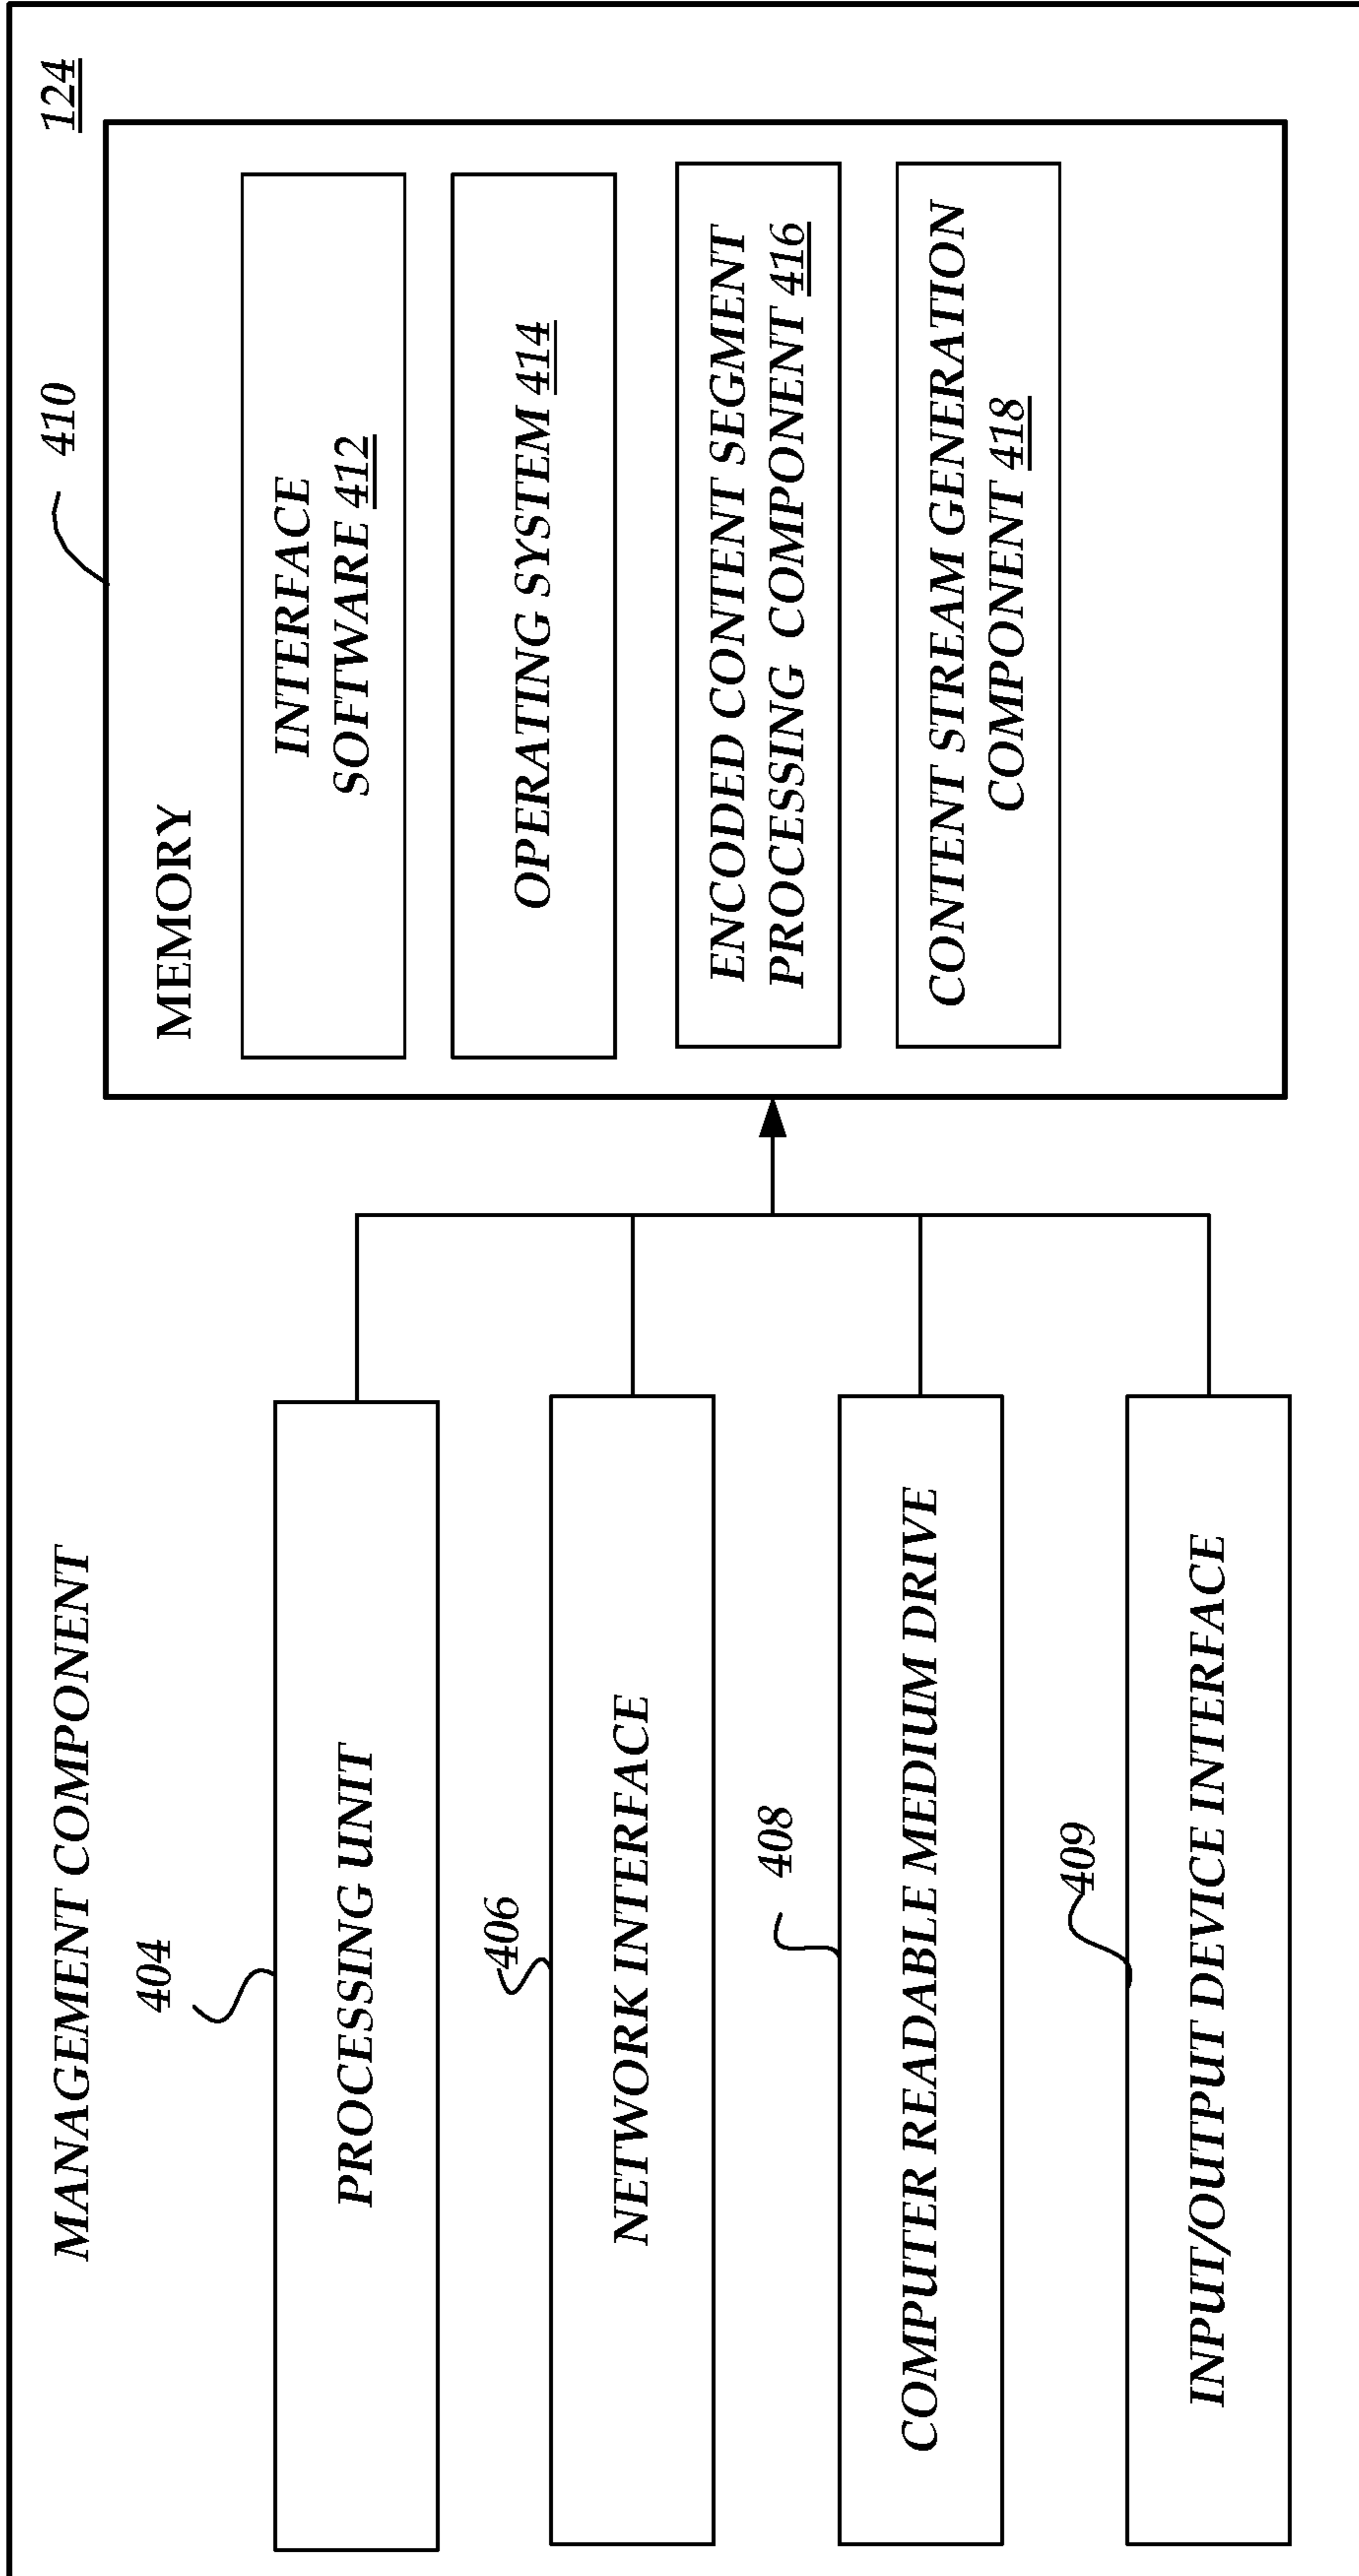 MANAGEMENT COMPONENT
124
404
PROCESSING UNIT
406
NETWORK INTERFACE
408
COMPUTER READABLE MEDIUM DRIVE
409
INPUT/OUTPUT DEVICE INTERFACE
410
MEMORY
INTERFACE
SOFTWARE 412
OPERATING SYSTEM 414
ENCODED CONTENT SEGMENT
PROCESSING COMPONENT 416
CONTENT STREAM GENERATION
COMPONENT 418